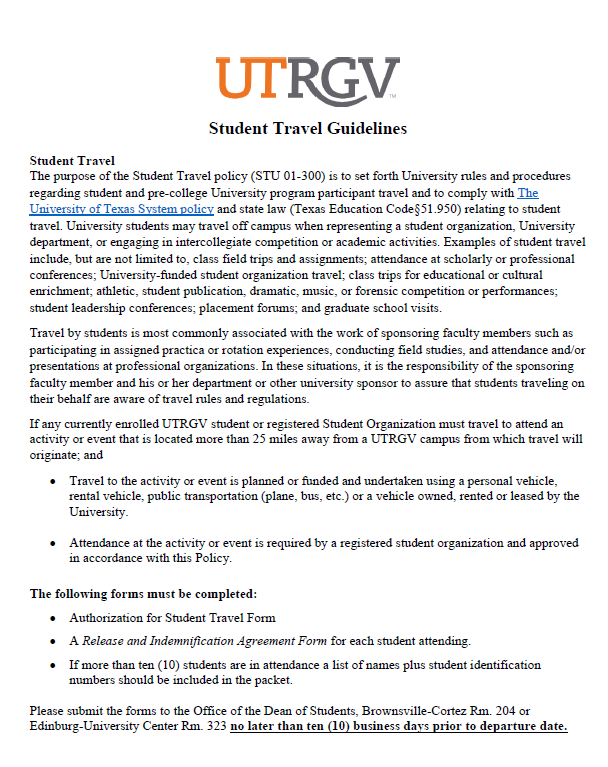 UTRGV™
Student Travel Guidelines
Student Travel
The purpose of the Student Travel policy (STU 01-300) is to set forth University rules and procedures
regarding student and pre-college University program participant travel and to comply with The
University of Texas System policy and state law (Texas Education Code§51.950) relating to student
travel. University students may travel off campus when representing a student organization, University
department, or engaging in intercollegiate competition or academic activities. Examples of student travel
include, but are not limited to, class field trips and assignments; attendance at scholarly or professional
conferences; University-funded student organization travel; class trips for educational or cultural
enrichment; athletic, student publication, dramatic, music, or forensic competition or performances;
student leadership conferences; placement forums; and graduate school visits.
Travel by students is most commonly associated with the work of sponsoring faculty members such as
participating in assigned practica or rotation experiences, conducting field studies, and attendance and/or
presentations at professional organizations. In these situations, it is the responsibility of the sponsoring
faculty member and his or her department or other university sponsor to assure that students traveling on
their behalf are aware of travel rules and regulations.
If any currently enrolled UTRGV student or registered Student Organization must travel to attend an
activity or event that is located more than 25 miles away from a UTRGV campus from which travel will
originate; and
• Travel to the activity or event is planned or funded and undertaken using a personal vehicle,
rental vehicle, public transportation (plane, bus, etc.) or a vehicle owned, rented or leased by the
University.
• Attendance at the activity or event is required by a registered student organization and approved
in accordance with this Policy.
The following forms must be completed:
• Authorization for Student Travel Form
• A Release and Indemnification Agreement Form for each student attending.
• If more than ten (10) students are in attendance a list of names plus student identification
numbers should be included in the packet.
Please submit the forms to the Office of the Dean of Students, Brownsville-Cortez Rm. 204 or
Edinburg-University Center Rm. 323 no later than ten (10) business days prior to departure date.